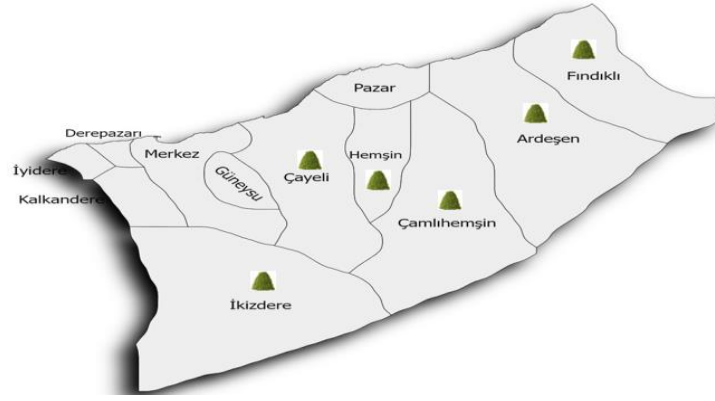 Fındıklı
Pazar
Ardeşen
Derepazarı
Merkez
Hemşin
İyidere
Güneysu
Çayeli
Kalkandere
Çamlıhemşin
İkizdere